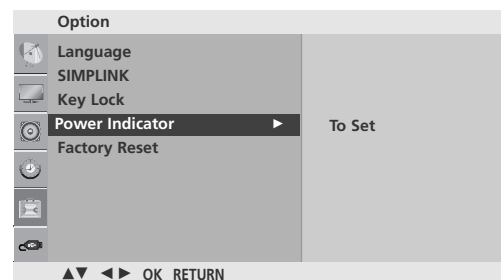 Option
Language
SIMPLINK
Key Lock
Power Indicator ► To Set
Factory Reset
▲▼ ◄► OK RETURN